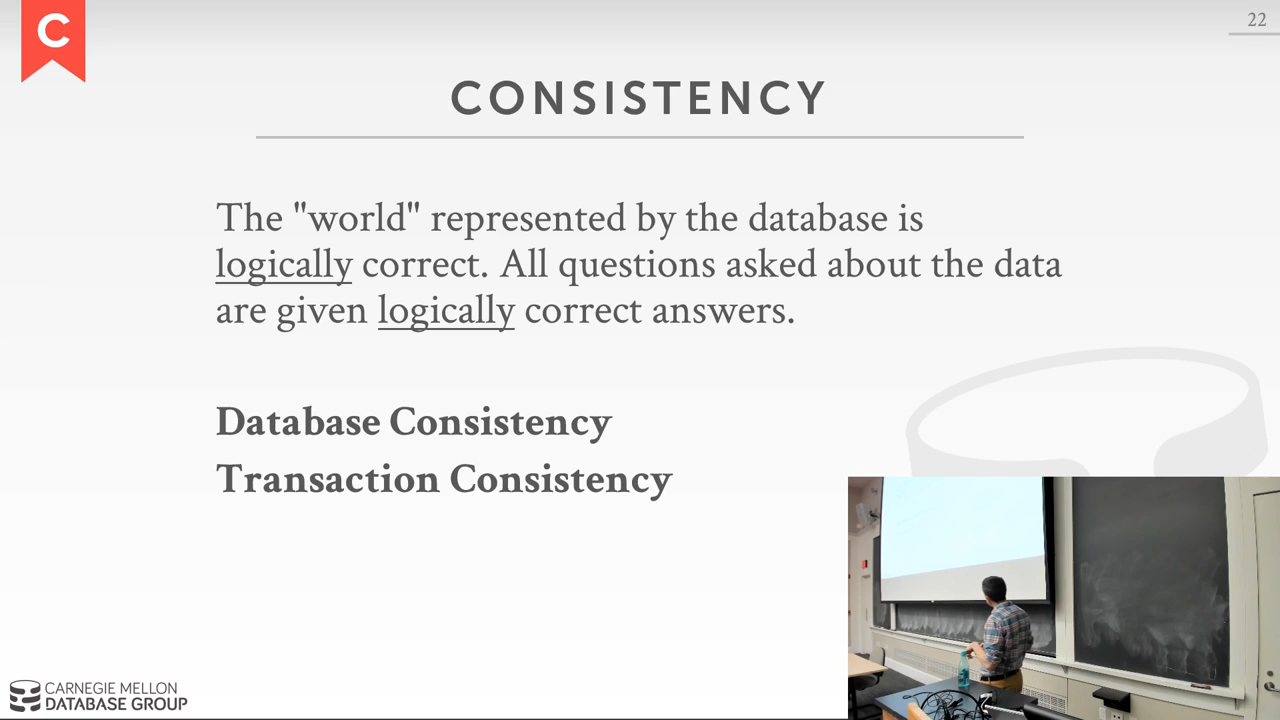 C
22
CONSISTENCY
The "world" represented by the database is
logically correct. All questions asked about the data
are given logically correct answers.
Database Consistency
Transaction Consistency
CARNEGIE MELLON
DATABASE GROUP